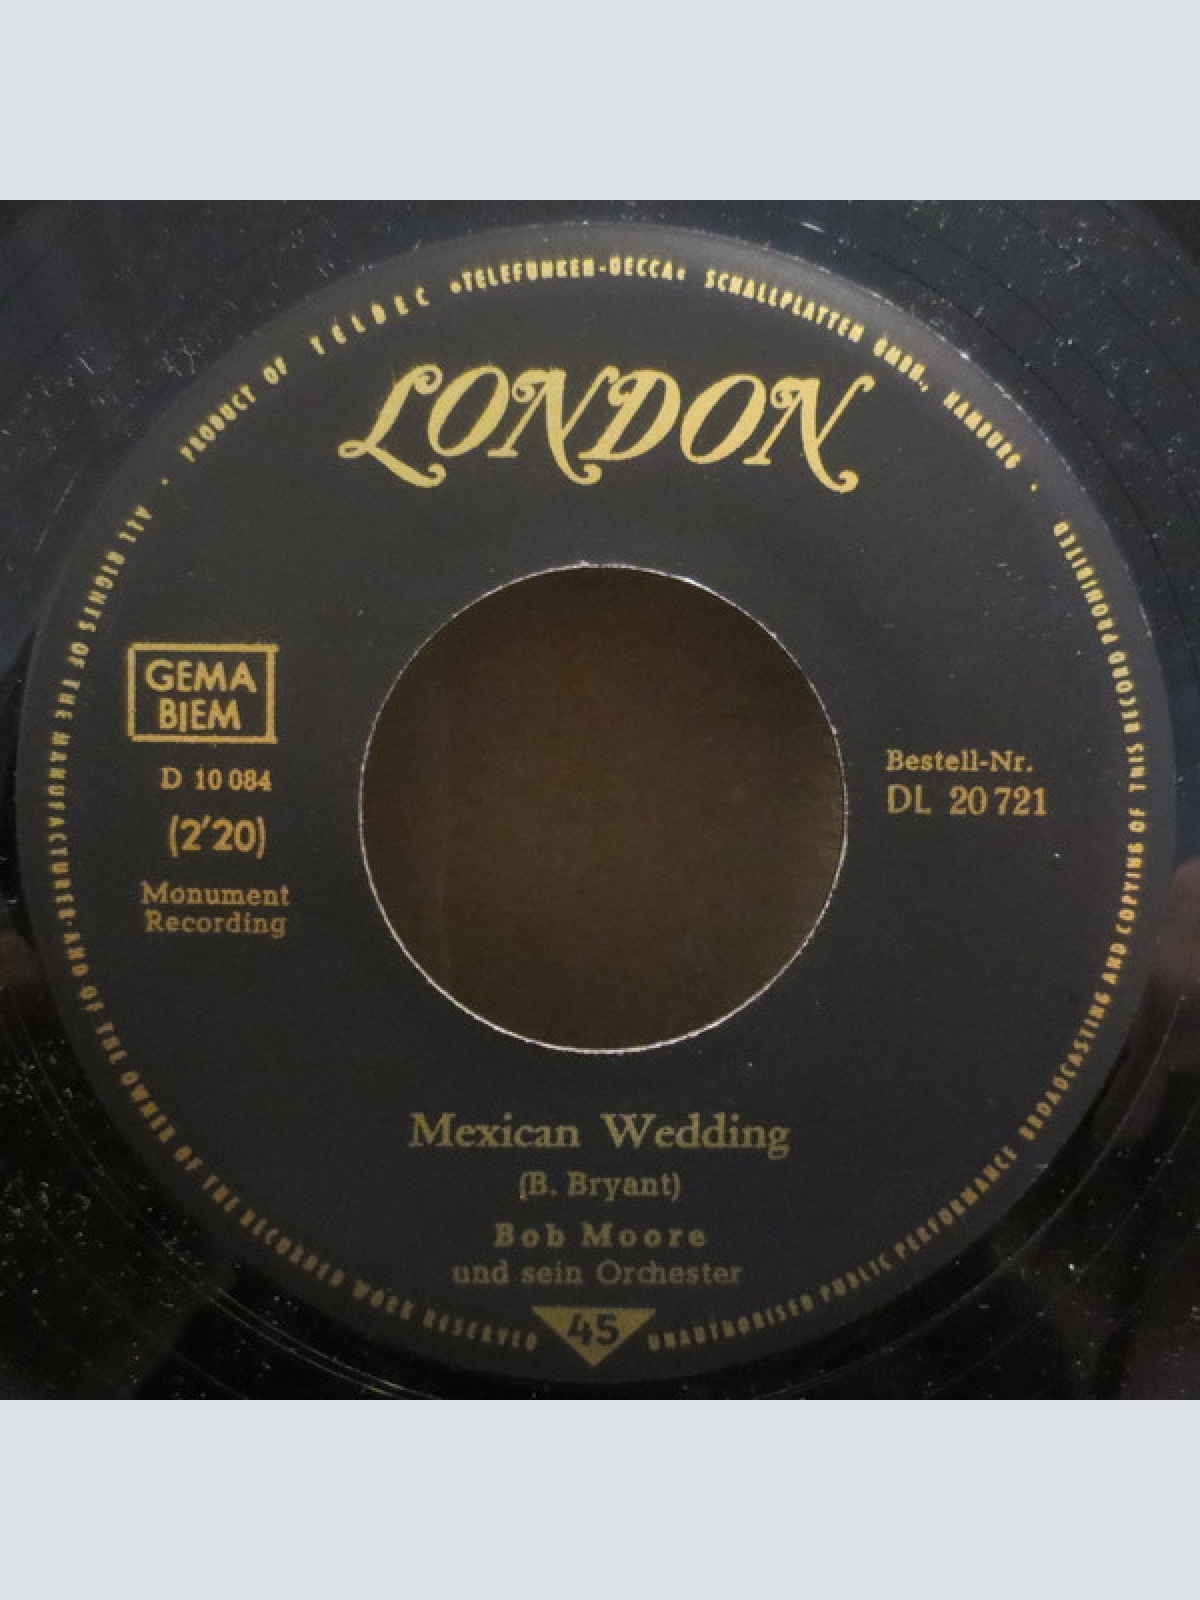 PRODUCT OF TELDEC »TELEFUNKEN-DECCA« SCHALLPLATTEN GMBH., HAMBURG
LONDON
GEMA
BIEM
D 10 084
(2'20)
Monument
Recording
Bestell-Nr.
DL 20 721
Mexican Wedding
(B. Bryant)
Bob Moore
und sein Orchester
45
ALL RIGHTS OF THE MANUFACTURER AND OF THE OWNER OF THE RECORDED WORK RESERVED
UNAUTHORISED PUBLIC PERFORMANCE BROADCASTING AND COPYING OF THIS RECORD PROHIBITED